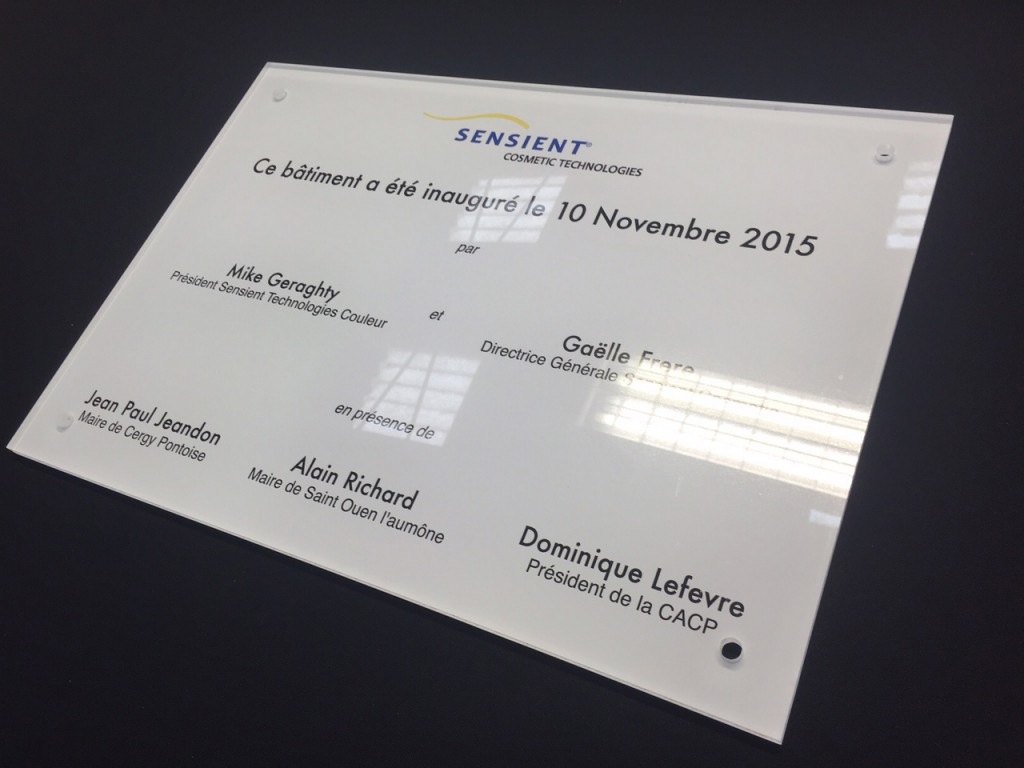 SENSIENT®
COSMETIC TECHNOLOGIES
Ce bâtiment a été inauguré le 10 Novembre 2015
par
Mike Geraghty
Président Sensient Technologies Couleur
et
Gaëlle Frere
Directrice Générale
en présence de
Jean Paul Jeandon
Maire de Cergy Pontoise
Alain Richard
Maire de Saint Ouen l'aumône
Dominique Lefevre
Président de la CACP